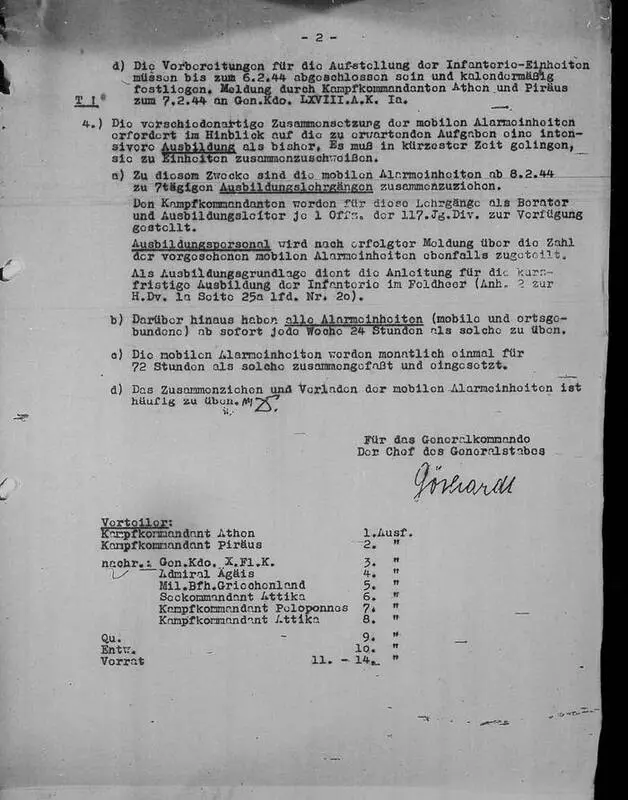 - 2 -
d) Die Vorbereitungen für die Aufstellung der Infanterie-Einheiten
müssen bis zum 6.2.44 abgeschlossen sein und kalendermäßig
festliegen. Meldung durch Kampfkommandanten Athen und Piräus
T I zum 7.2.44 an Gen.Kdo. LXVIII.A.K. Ia.
4.) Die verschiedenartige Zusammensetzung der mobilen Alarmeinheiten
erfordert im Hinblick auf die zu erwartenden Aufgaben eine inten-
sivere Ausbildung als bisher. Es muß in kürzester Zeit gelingen,
sie zu Einheiten zusammenzuschweißen.
a) Zu diesem Zwecke sind die mobilen Alarmeinheiten ab 8.2.44
zu 7tägigen Ausbildungslehrgängen zusammenzuziehen.
Den Kampfkommandanten werden für diese Lehrgänge als Berater
und Ausbildungsleiter je 1 Offz. der 117.Jg.Div. zur Verfügung
gestellt.
Ausbildungspersonal wird nach erfolgter Meldung über die Zahl
der vorgesehenen mobilen Alarmeinheiten ebenfalls zugeteilt.
Als Ausbildungsgrundlage dient die Anleitung für die kurz-
fristige Ausbildung der Infanterie im Feldheer (Anh. 2 zur
H.Dv. 1a Seite 25a lfd. Nr. 2o).
b) Darüber hinaus haben alle Alarmeinheiten (mobile und ortsge-
bundene) ab sofort jede Woche 24 Stunden als solche zu üben.
c) Die mobilen Alarmeinheiten werden monatlich einmal für
72 Stunden als solche zusammengefaßt und eingesetzt.
d) Das Zusammenziehen und Verladen der mobilen Alarmeinheiten ist
häufig zu üben.
Für das Generalkommando
Der Chef des Generalstabes
Verteiler:
Kampfkommandant Athen 1.Ausf.
Kampfkommandant Piräus 2. "
nachr.: Gen.Kdo. X.Fl.K. 3. "
Admiral Ägäis 4. "
Mil.Bfh.Griechenland 5. "
Seekommandant Attika 6. "
Kampfkommandant Peloponnes 7. "
Kampfkommandant Attika 8. "
Qu. 9. "
Entw. 10. "
Vorrat 11. - 14. "